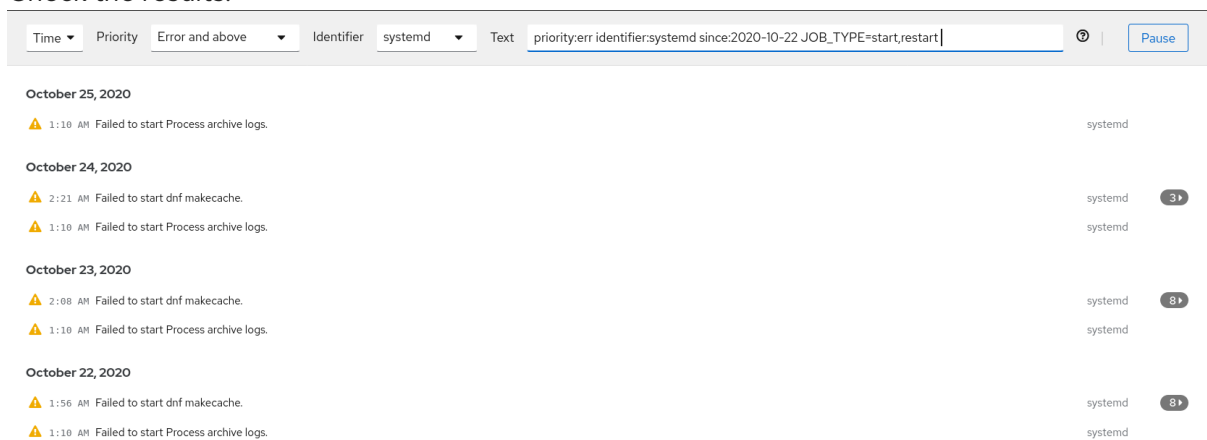 Time Priority Error and above Identifier systemd Text priority:err identifier:systemd since:2020-10-22 JOB_TYPE=start,restart Pause
October 25, 2020
1:10 AM Failed to start Process archive logs. systemd
October 24, 2020
2:21 AM Failed to start dnf makecache. systemd 3
1:10 AM Failed to start Process archive logs. systemd
October 23, 2020
2:08 AM Failed to start dnf makecache. systemd 8
1:10 AM Failed to start Process archive logs. systemd
October 22, 2020
1:56 AM Failed to start dnf makecache. systemd 8
1:10 AM Failed to start Process archive logs. systemd